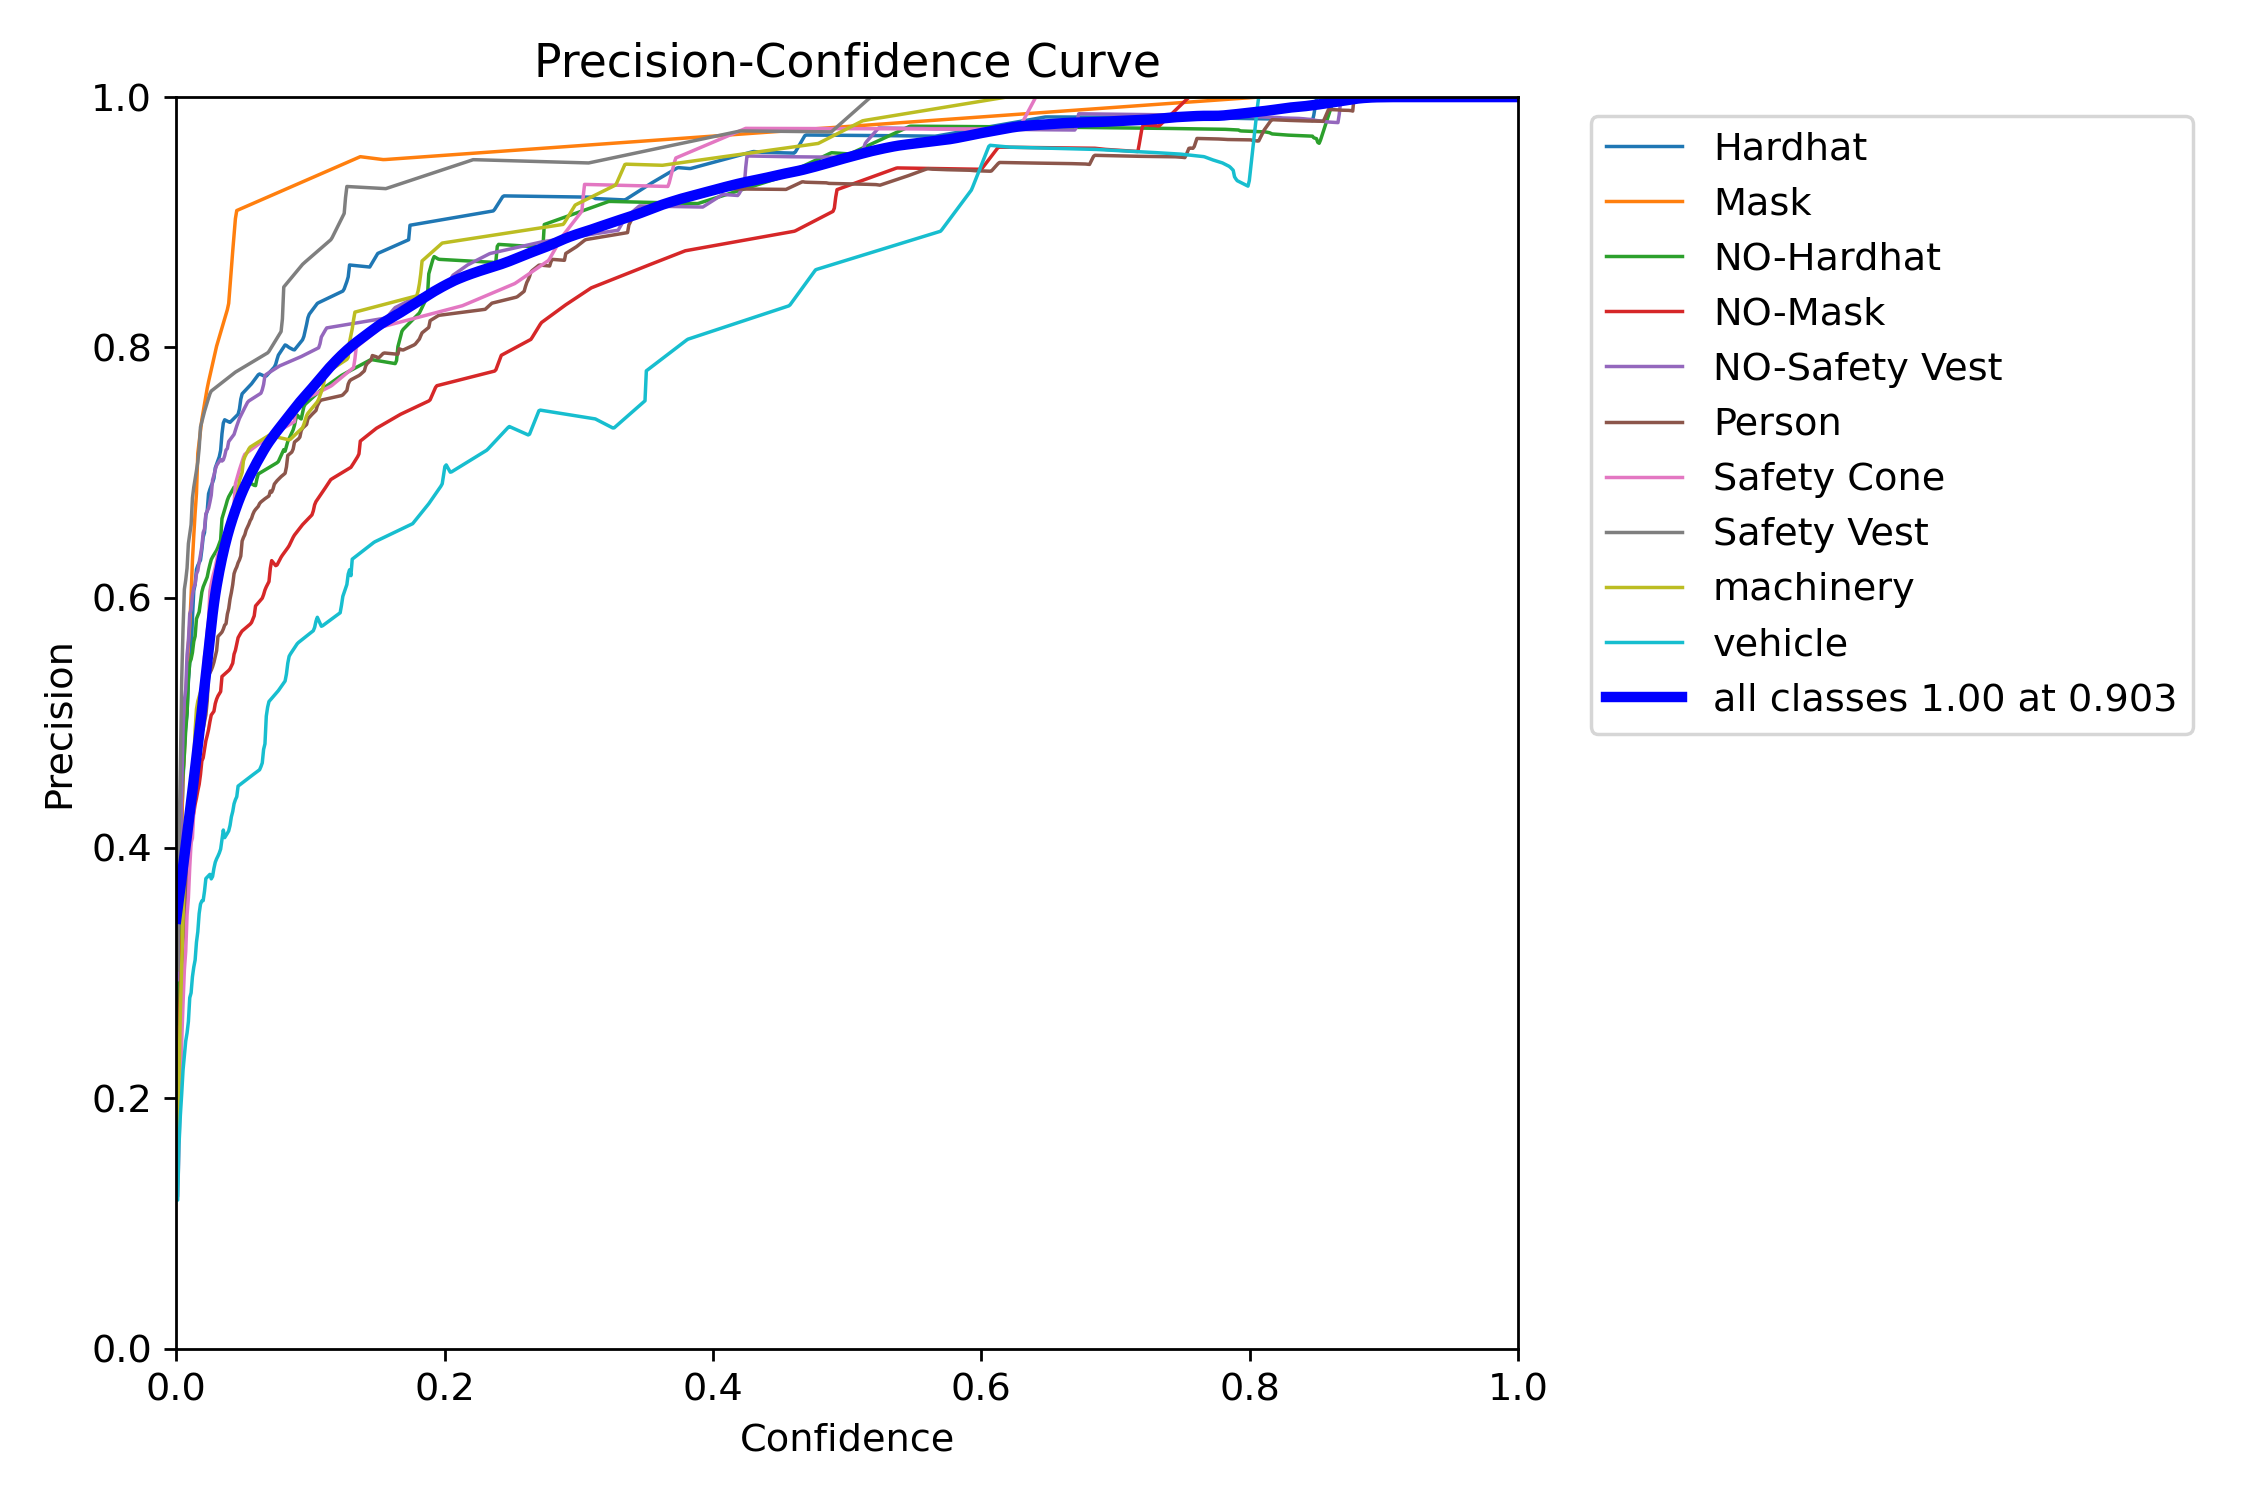 Precision-Confidence Curve
1.0
0.8
0.6
0.4
0.2
0.0
Precision
0.0 0.2 0.4 0.6 0.8 1.0
Confidence
Hardhat
Mask
NO-Hardhat
NO-Mask
NO-Safety Vest
Person
Safety Cone
Safety Vest
machinery
vehicle
all classes 1.00 at 0.903